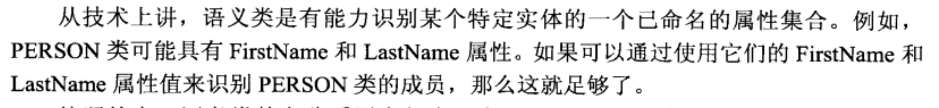 从技术上讲，语义类是有能力识别某个特定实体的一个已命名的属性集合。例如，
PERSON 类可能具有 FirstName 和 LastName 属性。如果可以通过使用它们的 FirstName 和
LastName 属性值来识别 PERSON 类的成员，那么这就足够了。